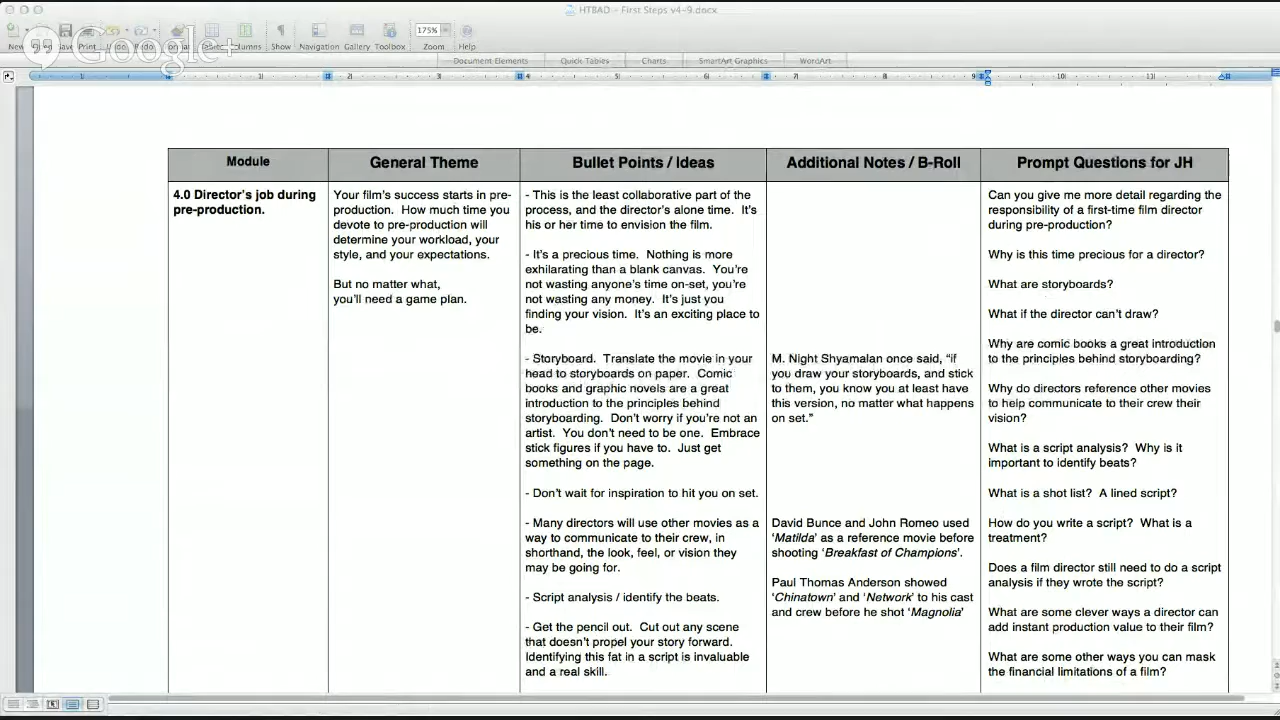 HTBAD – First Steps v4-9.docx
Google+
New
Print
Columns
Show
Navigation
Gallery
Toolbox
175%
Zoom
Help
Document Elements
Quick Tables
Charts
SmartArt Graphics
WordArt
Module
General Theme
Bullet Points / Ideas
Additional Notes / B-Roll
Prompt Questions for JH
4.0 Director's job during
pre-production.
Your film's success starts in pre-
production. How much time you
devote to pre-production will
determine your workload, your
style, and your expectations.
But no matter what,
you'll need a game plan.
- This is the least collaborative part of the
process, and the director's alone time. It's
his or her time to envision the film.
- It's a precious time. Nothing is more
exhilarating than a blank canvas. You're
not wasting anyone's time on-set, you're
not wasting any money. It's just you
finding your vision. It's an exciting place to
be.
- Storyboard. Translate the movie in your
head to storyboards on paper. Comic
books and graphic novels are a great
introduction to the principles behind
storyboarding. Don't worry if you're not an
artist. You don't need to be one. Embrace
stick figures if you have to. Just get
something on the page.
- Don't wait for inspiration to hit you on set.
- Many directors will use other movies as a
way to communicate to their crew, in
shorthand, the look, feel, or vision they
may be going for.
- Script analysis / identify the beats.
- Get the pencil out. Cut out any scene
that doesn't propel your story forward.
Identifying this fat in a script is invaluable
and a real skill.
M. Night Shyamalan once said, "if
you draw your storyboards, and stick
to them, you know you at least have
this version, no matter what happens
on set."
David Bunce and John Romeo used
'Matilda' as a reference movie before
shooting 'Breakfast of Champions'.
Paul Thomas Anderson showed
'Chinatown' and 'Network' to his cast
and crew before he shot 'Magnolia'
Can you give me more detail regarding the
responsibility of a first-time film director
during pre-production?
Why is this time precious for a director?
What are storyboards?
What if the director can't draw?
Why are comic books a great introduction
to the principles behind storyboarding?
Why do directors reference other movies
to help communicate to their crew their
vision?
What is a script analysis? Why is it
important to identify beats?
What is a shot list? A lined script?
How do you write a script? What is a
treatment?
Does a film director still need to do a script
analysis if they wrote the script?
What are some clever ways a director can
add instant production value to their film?
What are some other ways you can mask
the financial limitations of a film?